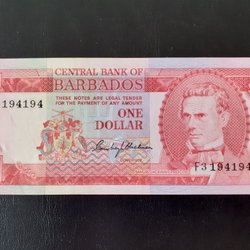 CENTRAL BANK OF
BARBADOS
194194
THESE NOTES ARE LEGAL TENDER
FOR THE PAYMENT OF ANY AMOUNT
ONE
DOLLAR
F3194194